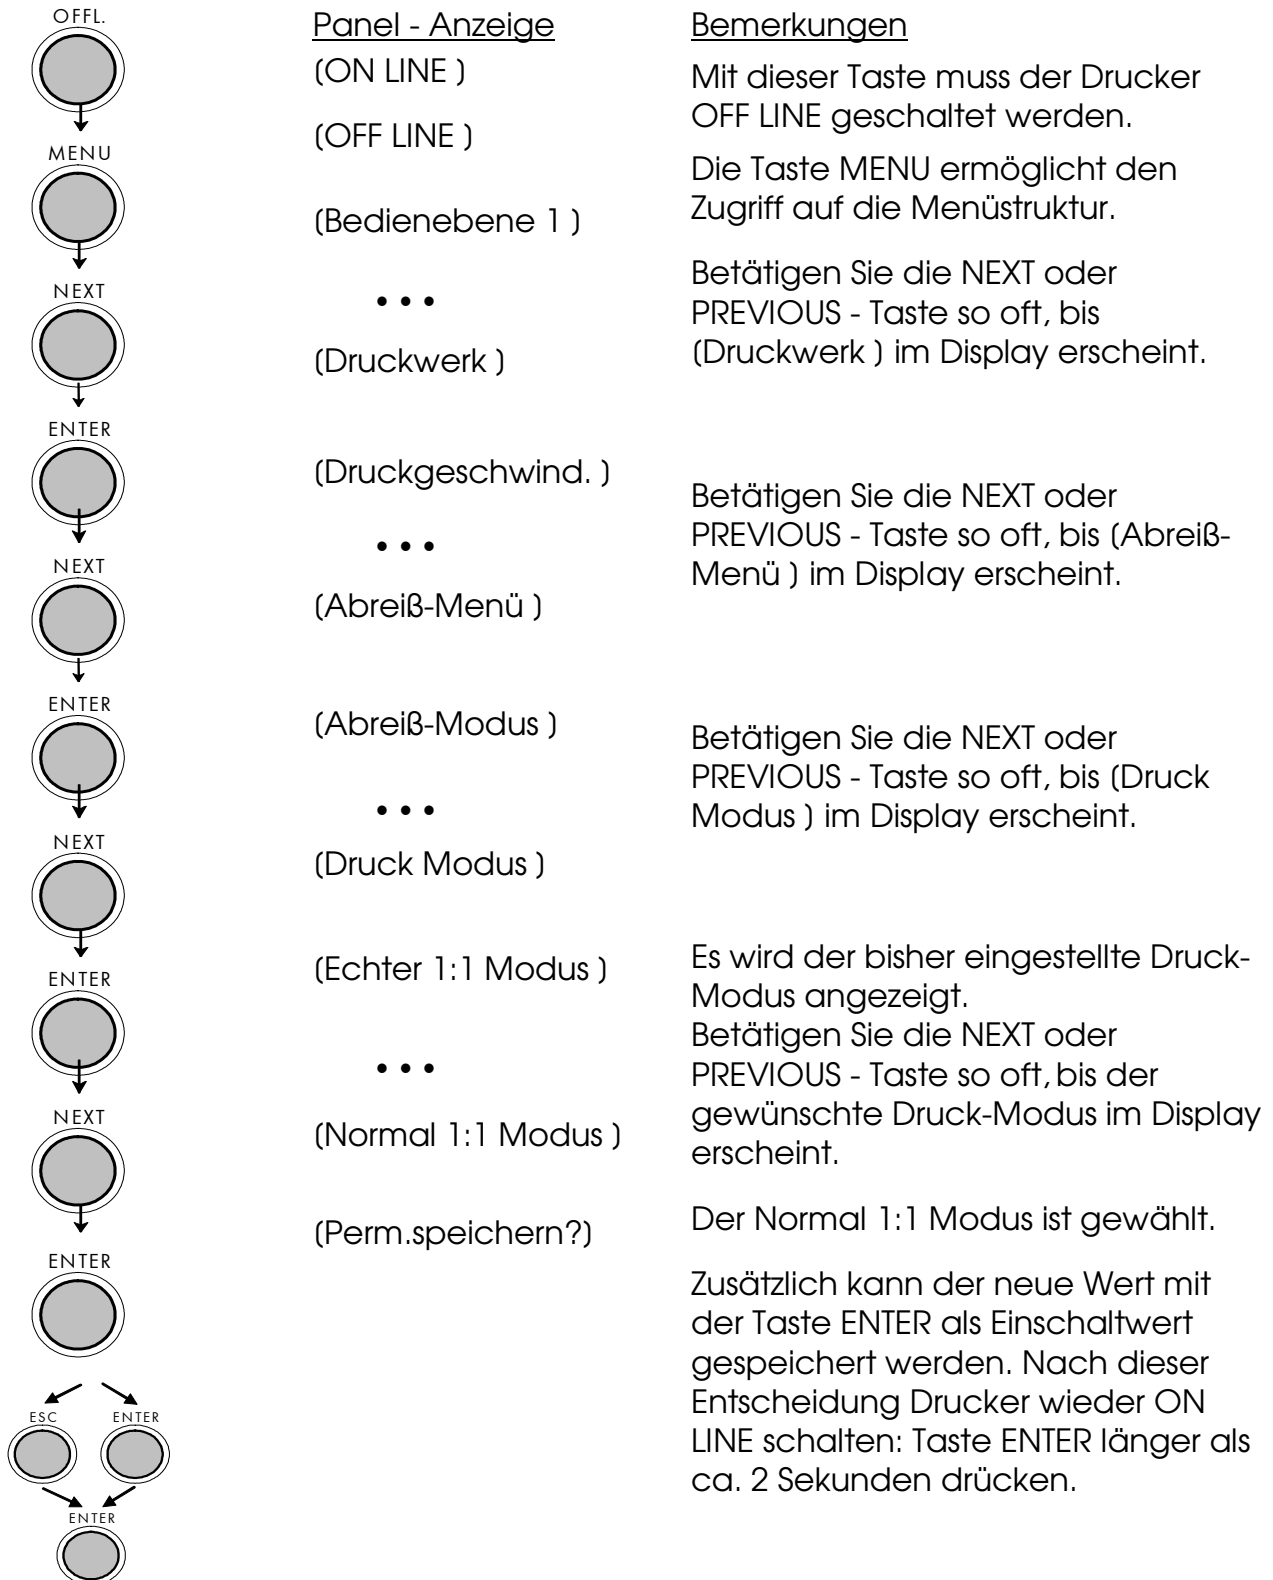 OFFL.
MENU
NEXT
ENTER
NEXT
ENTER
NEXT
ENTER
NEXT
ENTER
ESC ENTER
ENTER
Panel - Anzeige
(ON LINE )
(OFF LINE )
(Bedienebene 1 )
• • •
(Druckwerk )
(Druckgeschwind. )
• • •
(Abreiß-Menü )
(Abreiß-Modus )
• • •
(Druck Modus )
(Echter 1:1 Modus )
• • •
(Normal 1:1 Modus )
(Perm.speichern?)
Bemerkungen
Mit dieser Taste muss der Drucker
OFF LINE geschaltet werden.
Die Taste MENU ermöglicht den
Zugriff auf die Menüstruktur.
Betätigen Sie die NEXT oder
PREVIOUS - Taste so oft, bis
(Druckwerk ) im Display erscheint.
Betätigen Sie die NEXT oder
PREVIOUS - Taste so oft, bis (Abreiß-
Menü ) im Display erscheint.
Betätigen Sie die NEXT oder
PREVIOUS - Taste so oft, bis (Druck
Modus ) im Display erscheint.
Es wird der bisher eingestellte Druck-
Modus angezeigt.
Betätigen Sie die NEXT oder
PREVIOUS - Taste so oft, bis der
gewünschte Druck-Modus im Display
erscheint.
Der Normal 1:1 Modus ist gewählt.
Zusätzlich kann der neue Wert mit
der Taste ENTER als Einschaltwert
gespeichert werden. Nach dieser
Entscheidung Drucker wieder ON
LINE schalten: Taste ENTER länger als
ca. 2 Sekunden drücken.